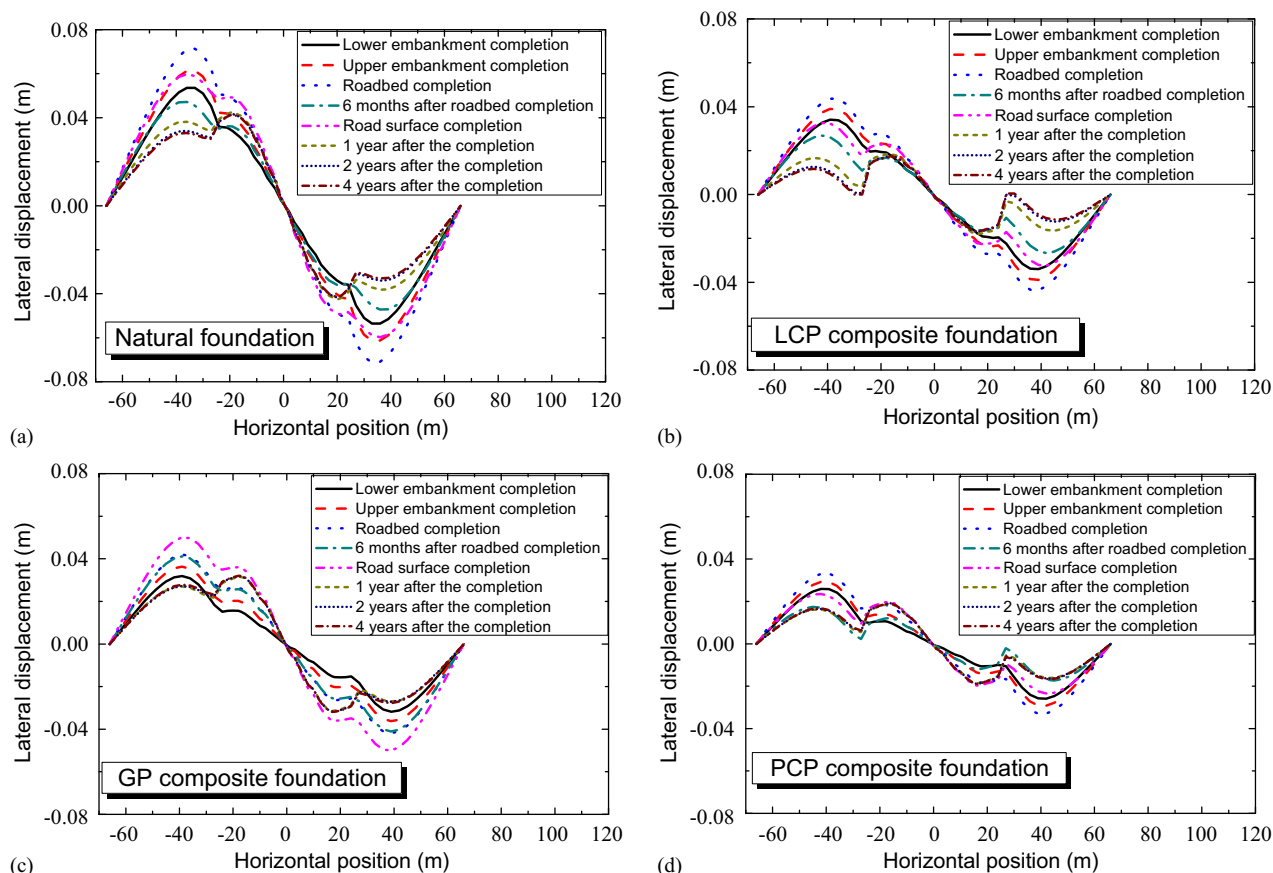 0.08
0.04
0.00
-0.04
-0.08
Lateral displacement (m)
Lower embankment completion
Upper embankment completion
Roadbed completion
6 months after roadbed completion
Road surface completion
1 year after the completion
2 years after the completion
4 years after the completion
Natural foundation
-60 -40 -20 0 20 40 60 80 100 120
Horizontal position (m)
(a)
0.08
0.04
0.00
-0.04
-0.08
Lateral displacement (m)
Lower embankment completion
Upper embankment completion
Roadbed completion
6 months after roadbed completion
Road surface completion
1 year after the completion
2 years after the completion
4 years after the completion
LCP composite foundation
-60 -40 -20 0 20 40 60 80 100 120
Horizontal position (m)
(b)
0.08
0.04
0.00
-0.04
-0.08
Lateral displacement (m)
Lower embankment completion
Upper embankment completion
Roadbed completion
6 months after roadbed completion
Road surface completion
1 year after the completion
2 years after the completion
4 years after the completion
GP composite foundation
-60 -40 -20 0 20 40 60 80 100 120
Horizontal position (m)
(c)
0.08
0.04
0.00
-0.04
-0.08
Lateral displacement (m)
Lower embankment completion
Upper embankment completion
Roadbed completion
6 months after roadbed completion
Road surface completion
1 year after the completion
2 years after the completion
4 years after the completion
PCP composite foundation
-60 -40 -20 0 20 40 60 80 100 120
Horizontal position (m)
(d)